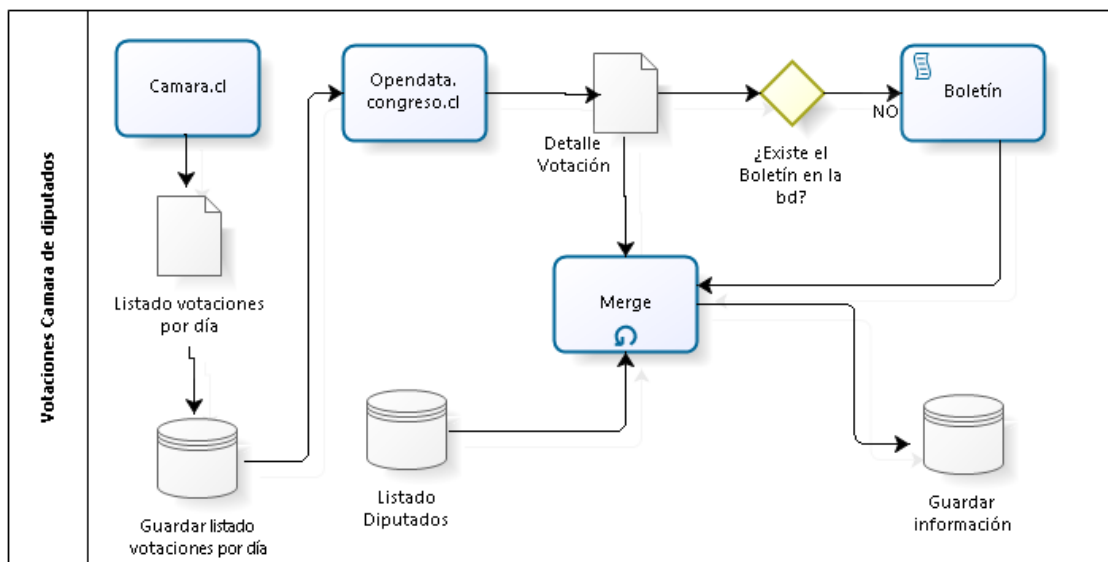 Votaciones Camara de diputados
Camara.cl
Opendata.
congreso.cl
Detalle
Votación
¿Existe el
Boletín en la
bd?
NO
Boletín
Listado votaciones
por día
Merge
Guardar listado
votaciones por día
Listado
Diputados
Guardar
información